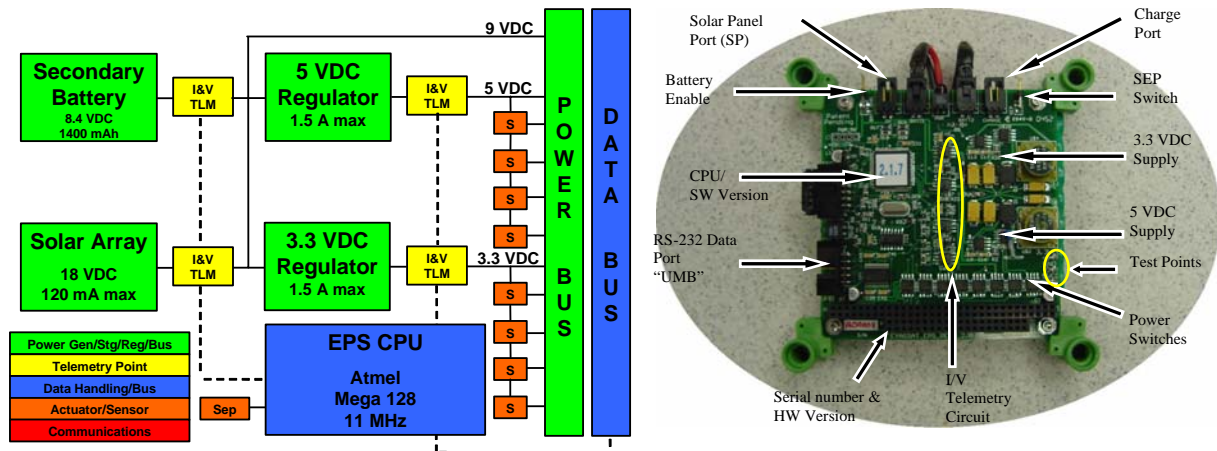 Secondary
Battery
8.4 VDC
1400 mAh
I&V
TLM
5 VDC
Regulator
1.5 A max
I&V
TLM
9 VDC
5 VDC
S
S
S
S
Solar Array
18 VDC
120 mA max
I&V
TLM
3.3 VDC
Regulator
1.5 A max
I&V
TLM
3.3 VDC
S
S
S
S
S
EPS CPU
Atmel
Mega 128
11 MHz
Sep
POWER
BUS
DATA
BUS
Power Gen/Stg/Reg/Bus
Telemetry Point
Data Handling/Bus
Actuator/Sensor
Communications
Solar Panel
Port (SP)
Charge
Port
Battery
Enable
SEP
Switch
Patent
Pending
3.3 VDC
Supply
CPU/
SW Version
2.1.7
RS-232 Data
Port
“UMB”
5 VDC
Supply
Test Points
Power
Switches
I/V
Telemetry
Circuit
Serial number &
HW Version